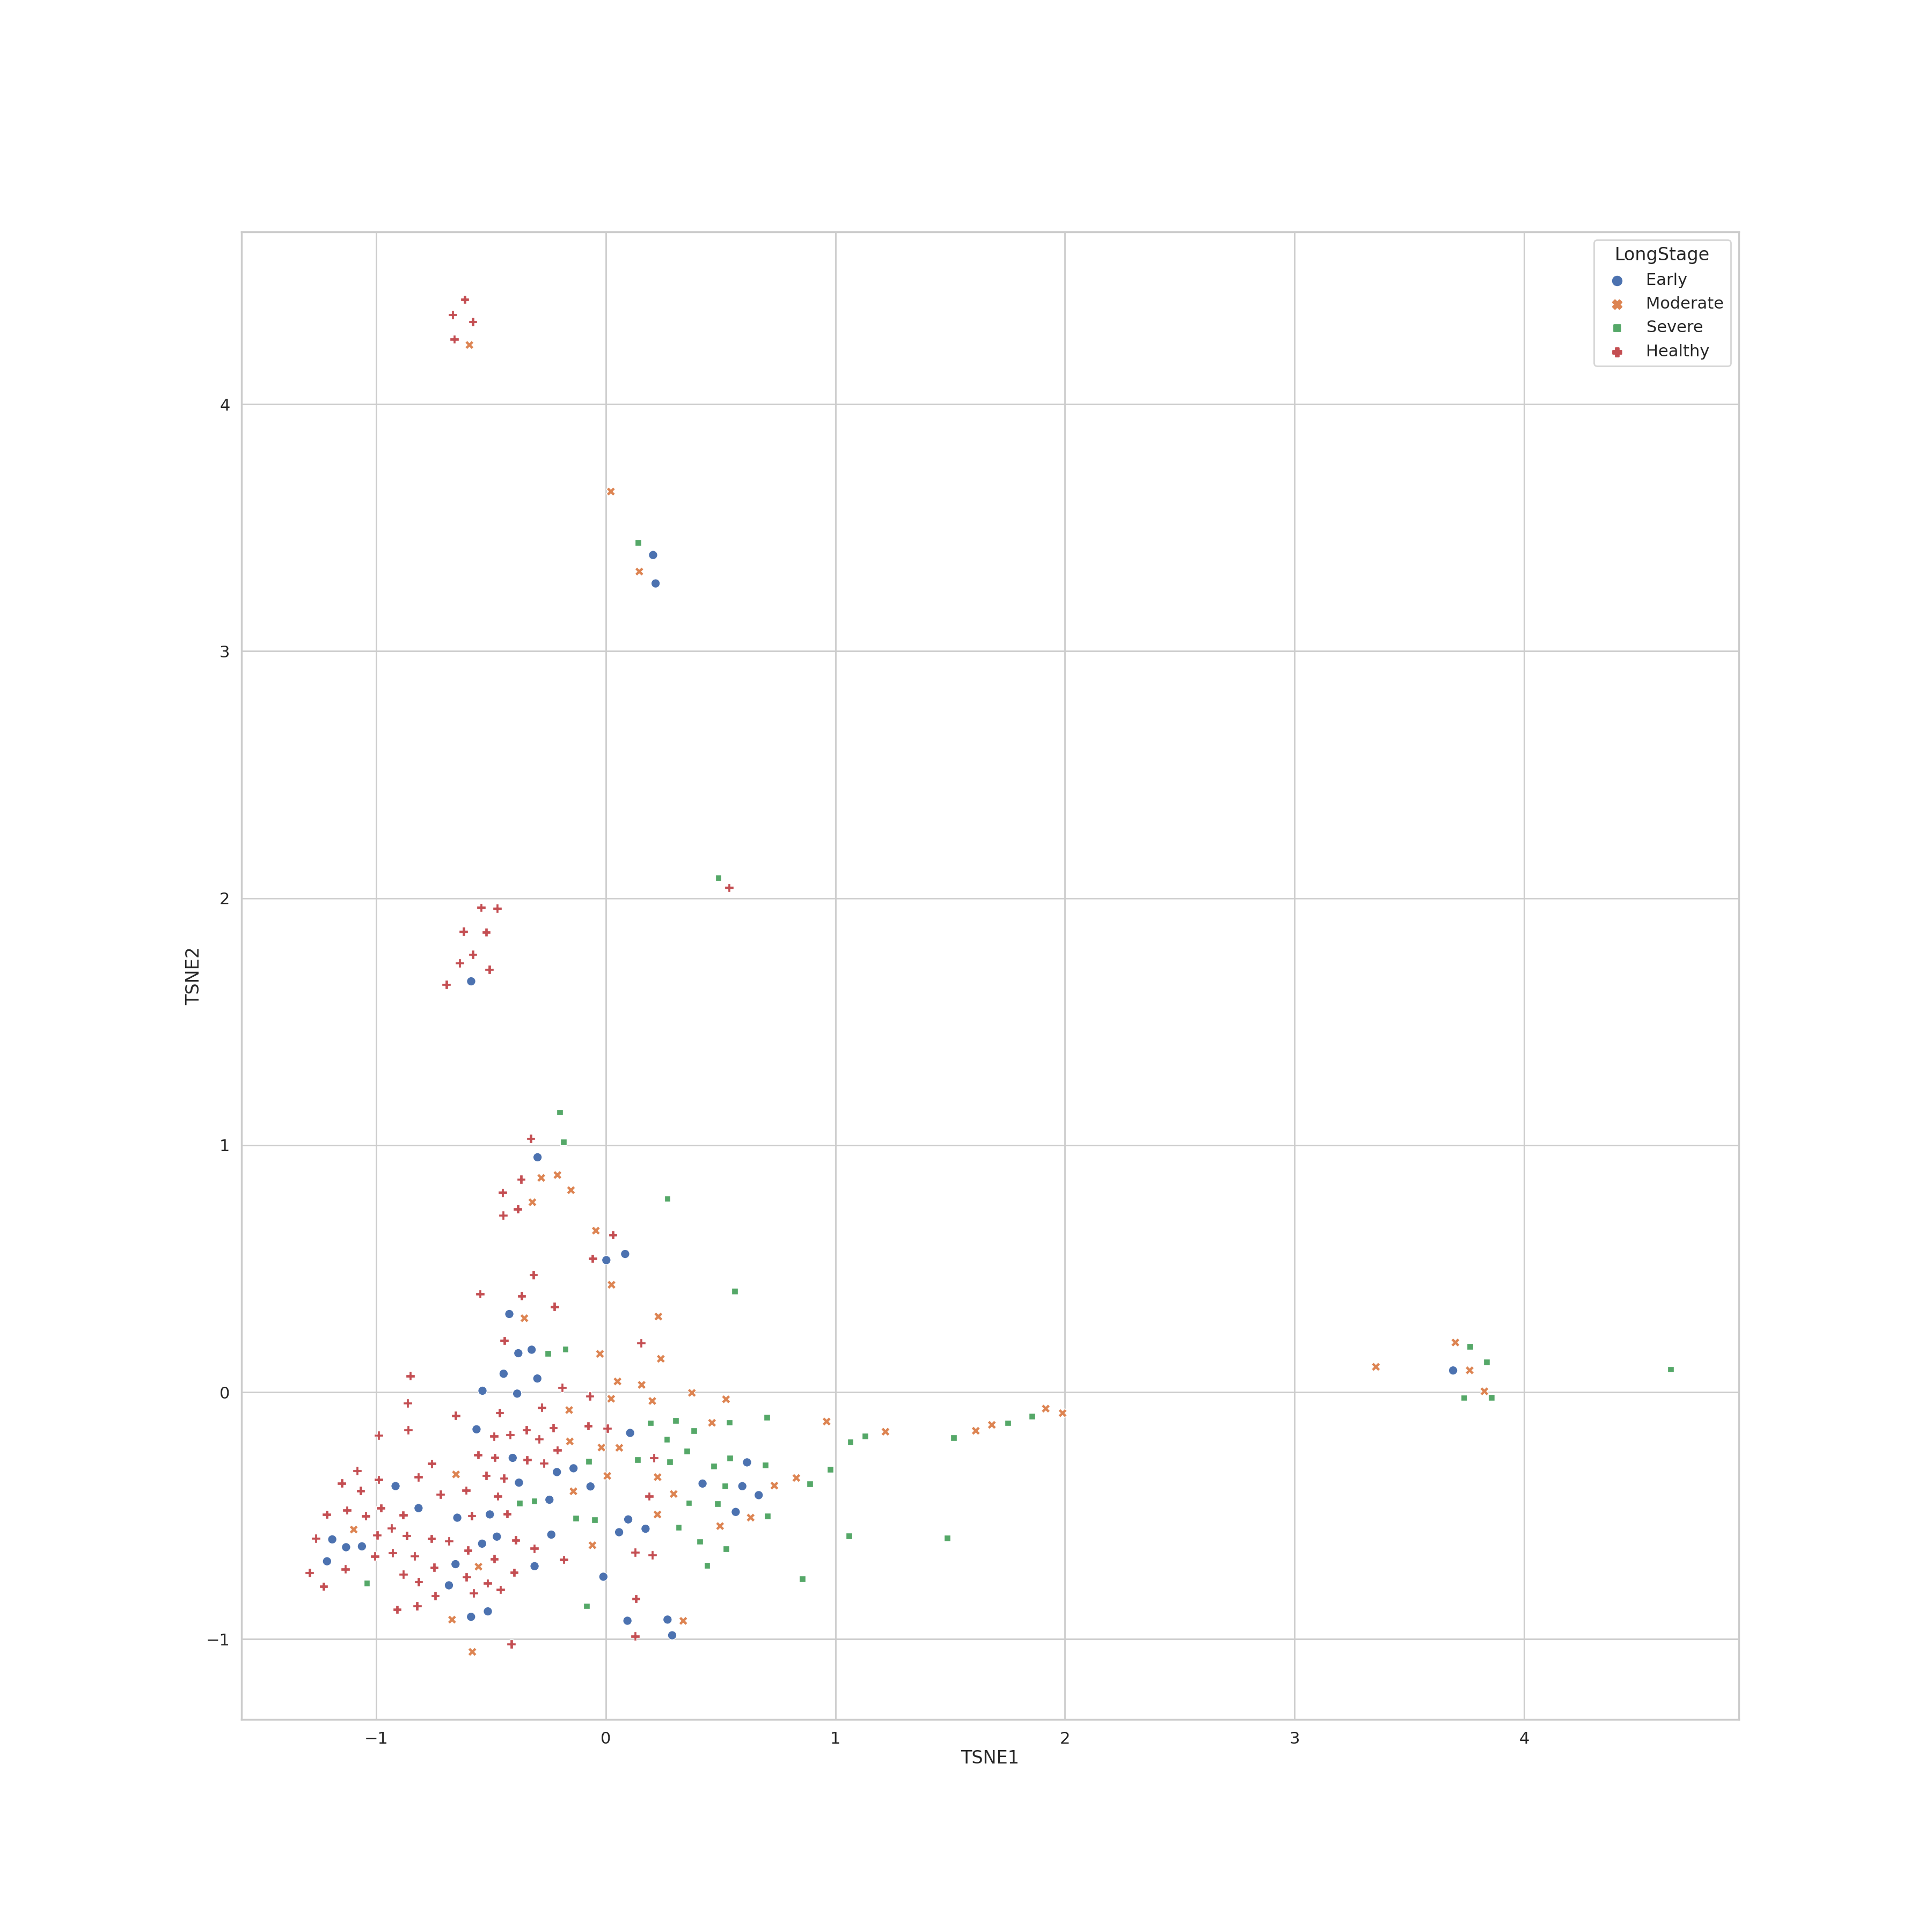 LongStage
Early
Moderate
Severe
Healthy
4
3
2
1
0
−1
TSNE2
−1 0 1 2 3 4
TSNE1